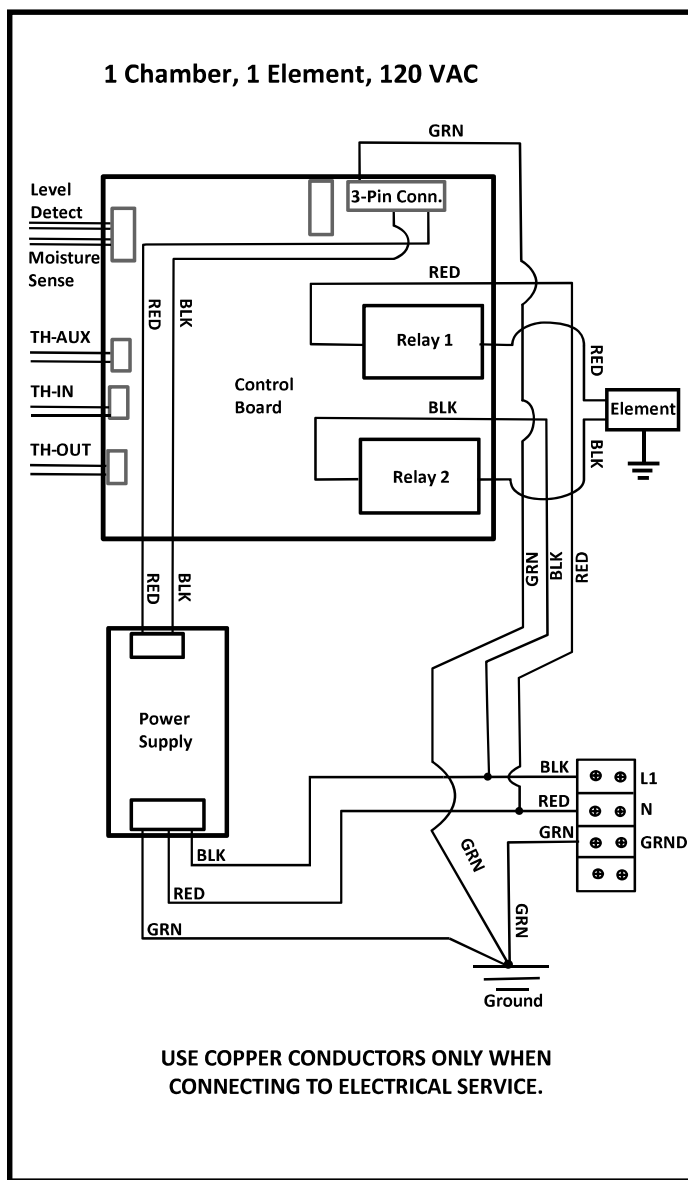 1 Chamber, 1 Element, 120 VAC
GRN
3-Pin Conn.
Level
Detect
Moisture
Sense
RED
BLK
RED
TH-AUX
Relay 1
RED
TH-IN
Control
Board
BLK
Element
TH-OUT
Relay 2
BLK
RED
BLK
GRN
BLK
RED
Power
Supply
BLK
L1
RED
N
GRN
GRND
BLK
GRN
RED
GRN
GRN
Ground
USE COPPER CONDUCTORS ONLY WHEN
CONNECTING TO ELECTRICAL SERVICE.